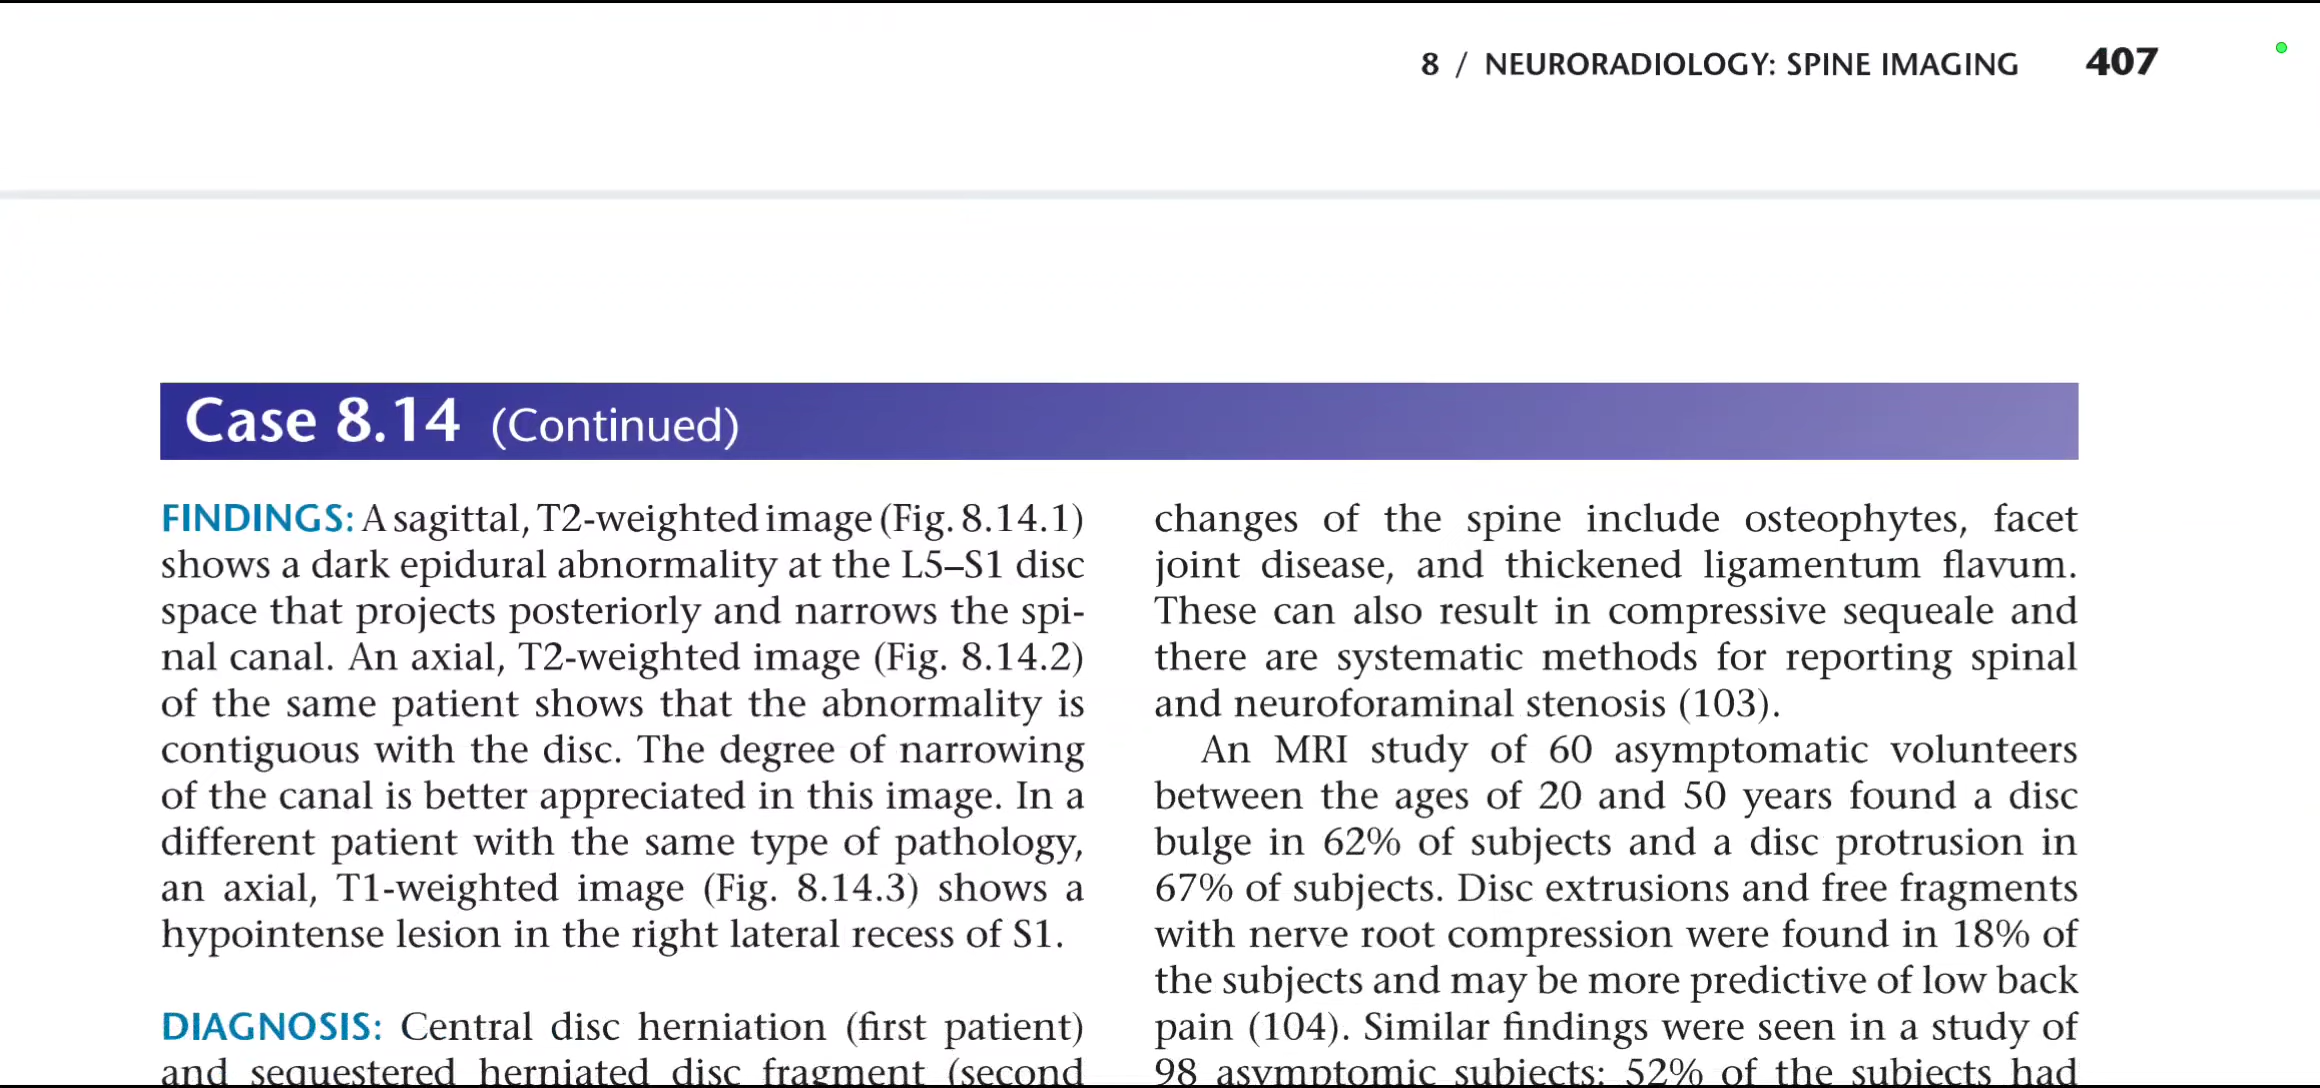 8 / NEURORADIOLOGY: SPINE IMAGING 407
Case 8.14 (Continued)
FINDINGS: A sagittal, T2-weighted image (Fig. 8.14.1)
shows a dark epidural abnormality at the L5–S1 disc
space that projects posteriorly and narrows the spi-
nal canal. An axial, T2-weighted image (Fig. 8.14.2)
of the same patient shows that the abnormality is
contiguous with the disc. The degree of narrowing
of the canal is better appreciated in this image. In a
different patient with the same type of pathology,
an axial, T1-weighted image (Fig. 8.14.3) shows a
hypointense lesion in the right lateral recess of S1.
DIAGNOSIS: Central disc herniation (first patient)
and sequestered herniated disc fragment (second
changes of the spine include osteophytes, facet
joint disease, and thickened ligamentum flavum.
These can also result in compressive sequeale and
there are systematic methods for reporting spinal
and neuroforaminal stenosis (103).
An MRI study of 60 asymptomatic volunteers
between the ages of 20 and 50 years found a disc
bulge in 62% of subjects and a disc protrusion in
67% of subjects. Disc extrusions and free fragments
with nerve root compression were found in 18% of
the subjects and may be more predictive of low back
pain (104). Similar findings were seen in a study of
98 asymptomatic subjects: 52% of the subjects had